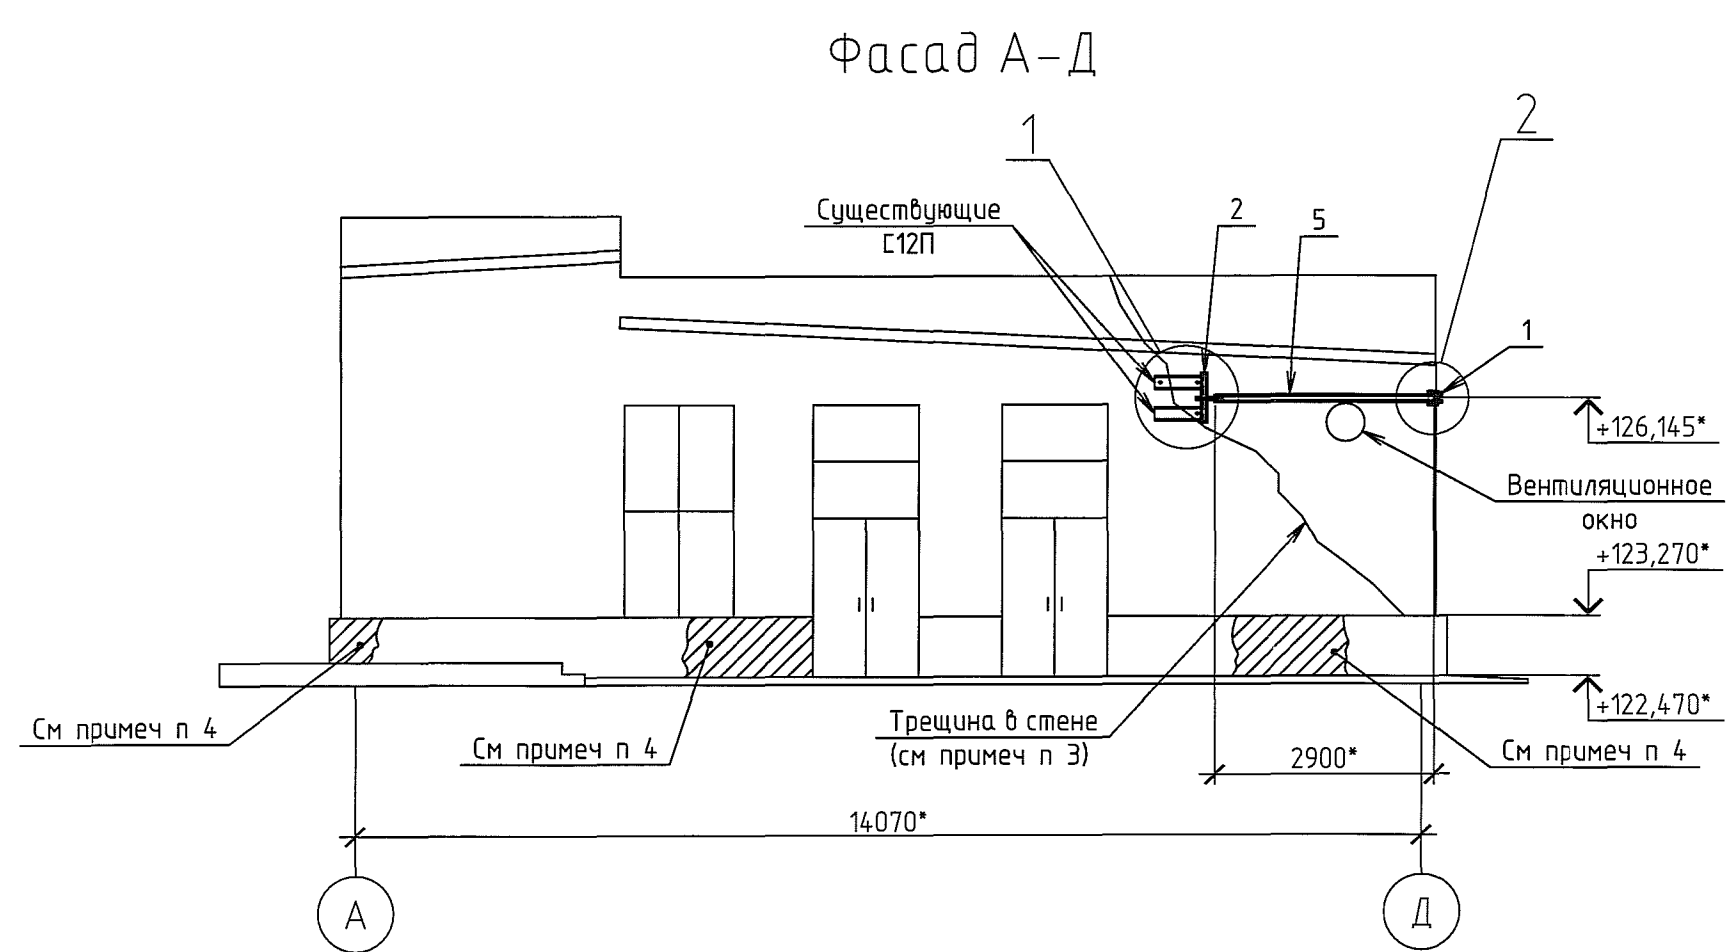 Фасад А-Д
1
2
Существующие
С12П
2
5
1
+126,145*
Вентиляционное
окно
+123,270*
+122,470*
См примеч п 4
См примеч п 4
Трещина в стене
(см примеч п 3)
См примеч п 4
2900*
14070*
А
Д